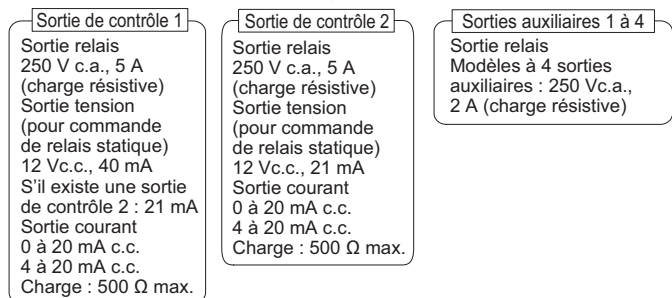 Sortie de contrôle 1
Sortie relais
250 V c.a., 5 A
(charge résistive)
Sortie tension
(pour commande
de relais statique)
12 Vc.c., 40 mA
S'il existe une sortie
de contrôle 2 : 21 mA
Sortie courant
0 à 20 mA c.c.
4 à 20 mA c.c.
Charge : 500 Ω max.
Sortie de contrôle 2
Sortie relais
250 V c.a., 5 A
(charge résistive)
Sortie tension
(pour commande
de relais statique)
12 Vc.c., 21 mA
Sortie courant
0 à 20 mA c.c.
4 à 20 mA c.c.
Charge : 500 Ω max.
Sorties auxiliaires 1 à 4
Sortie relais
Modèles à 4 sorties
auxiliaires : 250 Vc.a.,
2 A (charge résistive)